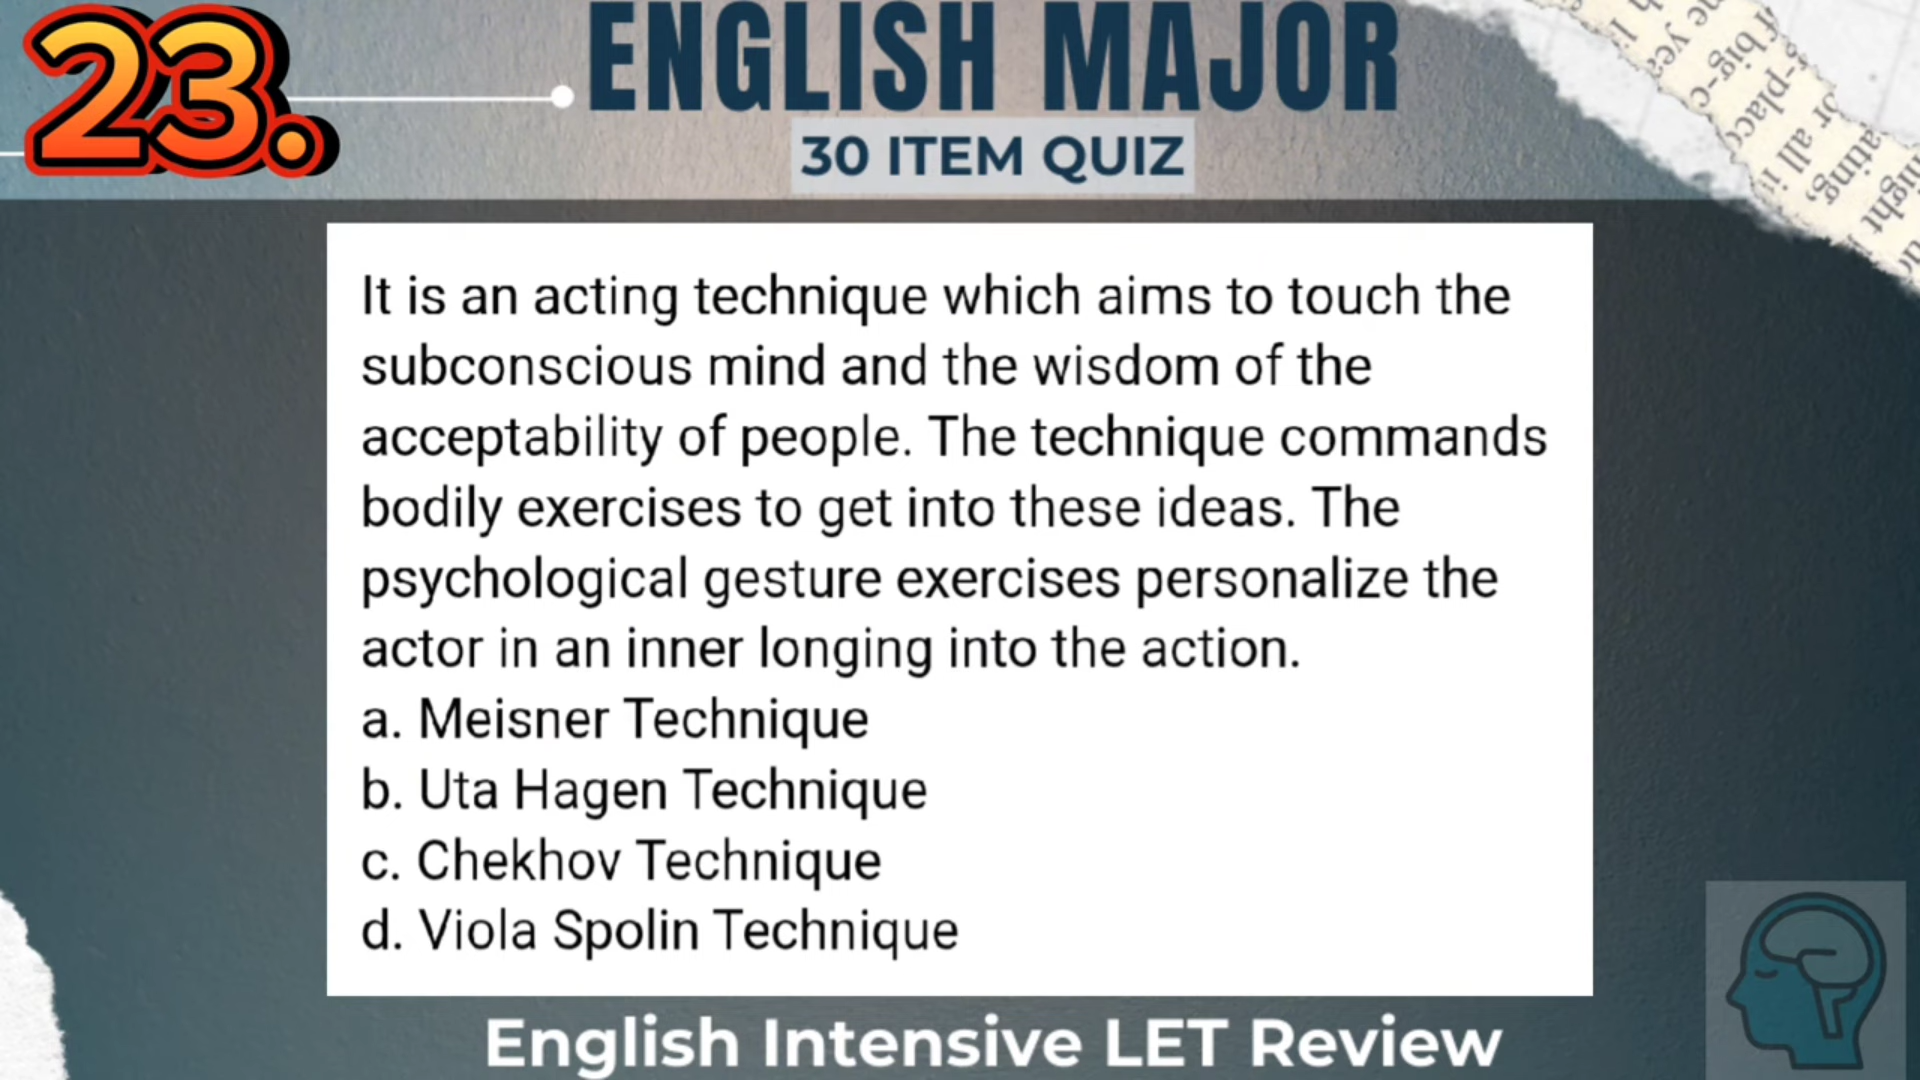 23.
ENGLISH MAJOR
30 ITEM QUIZ
It is an acting technique which aims to touch the
subconscious mind and the wisdom of the
acceptability of people. The technique commands
bodily exercises to get into these ideas. The
psychological gesture exercises personalize the
actor in an inner longing into the action.
a. Meisner Technique
b. Uta Hagen Technique
c. Chekhov Technique
d. Viola Spolin Technique
English Intensive LET Review